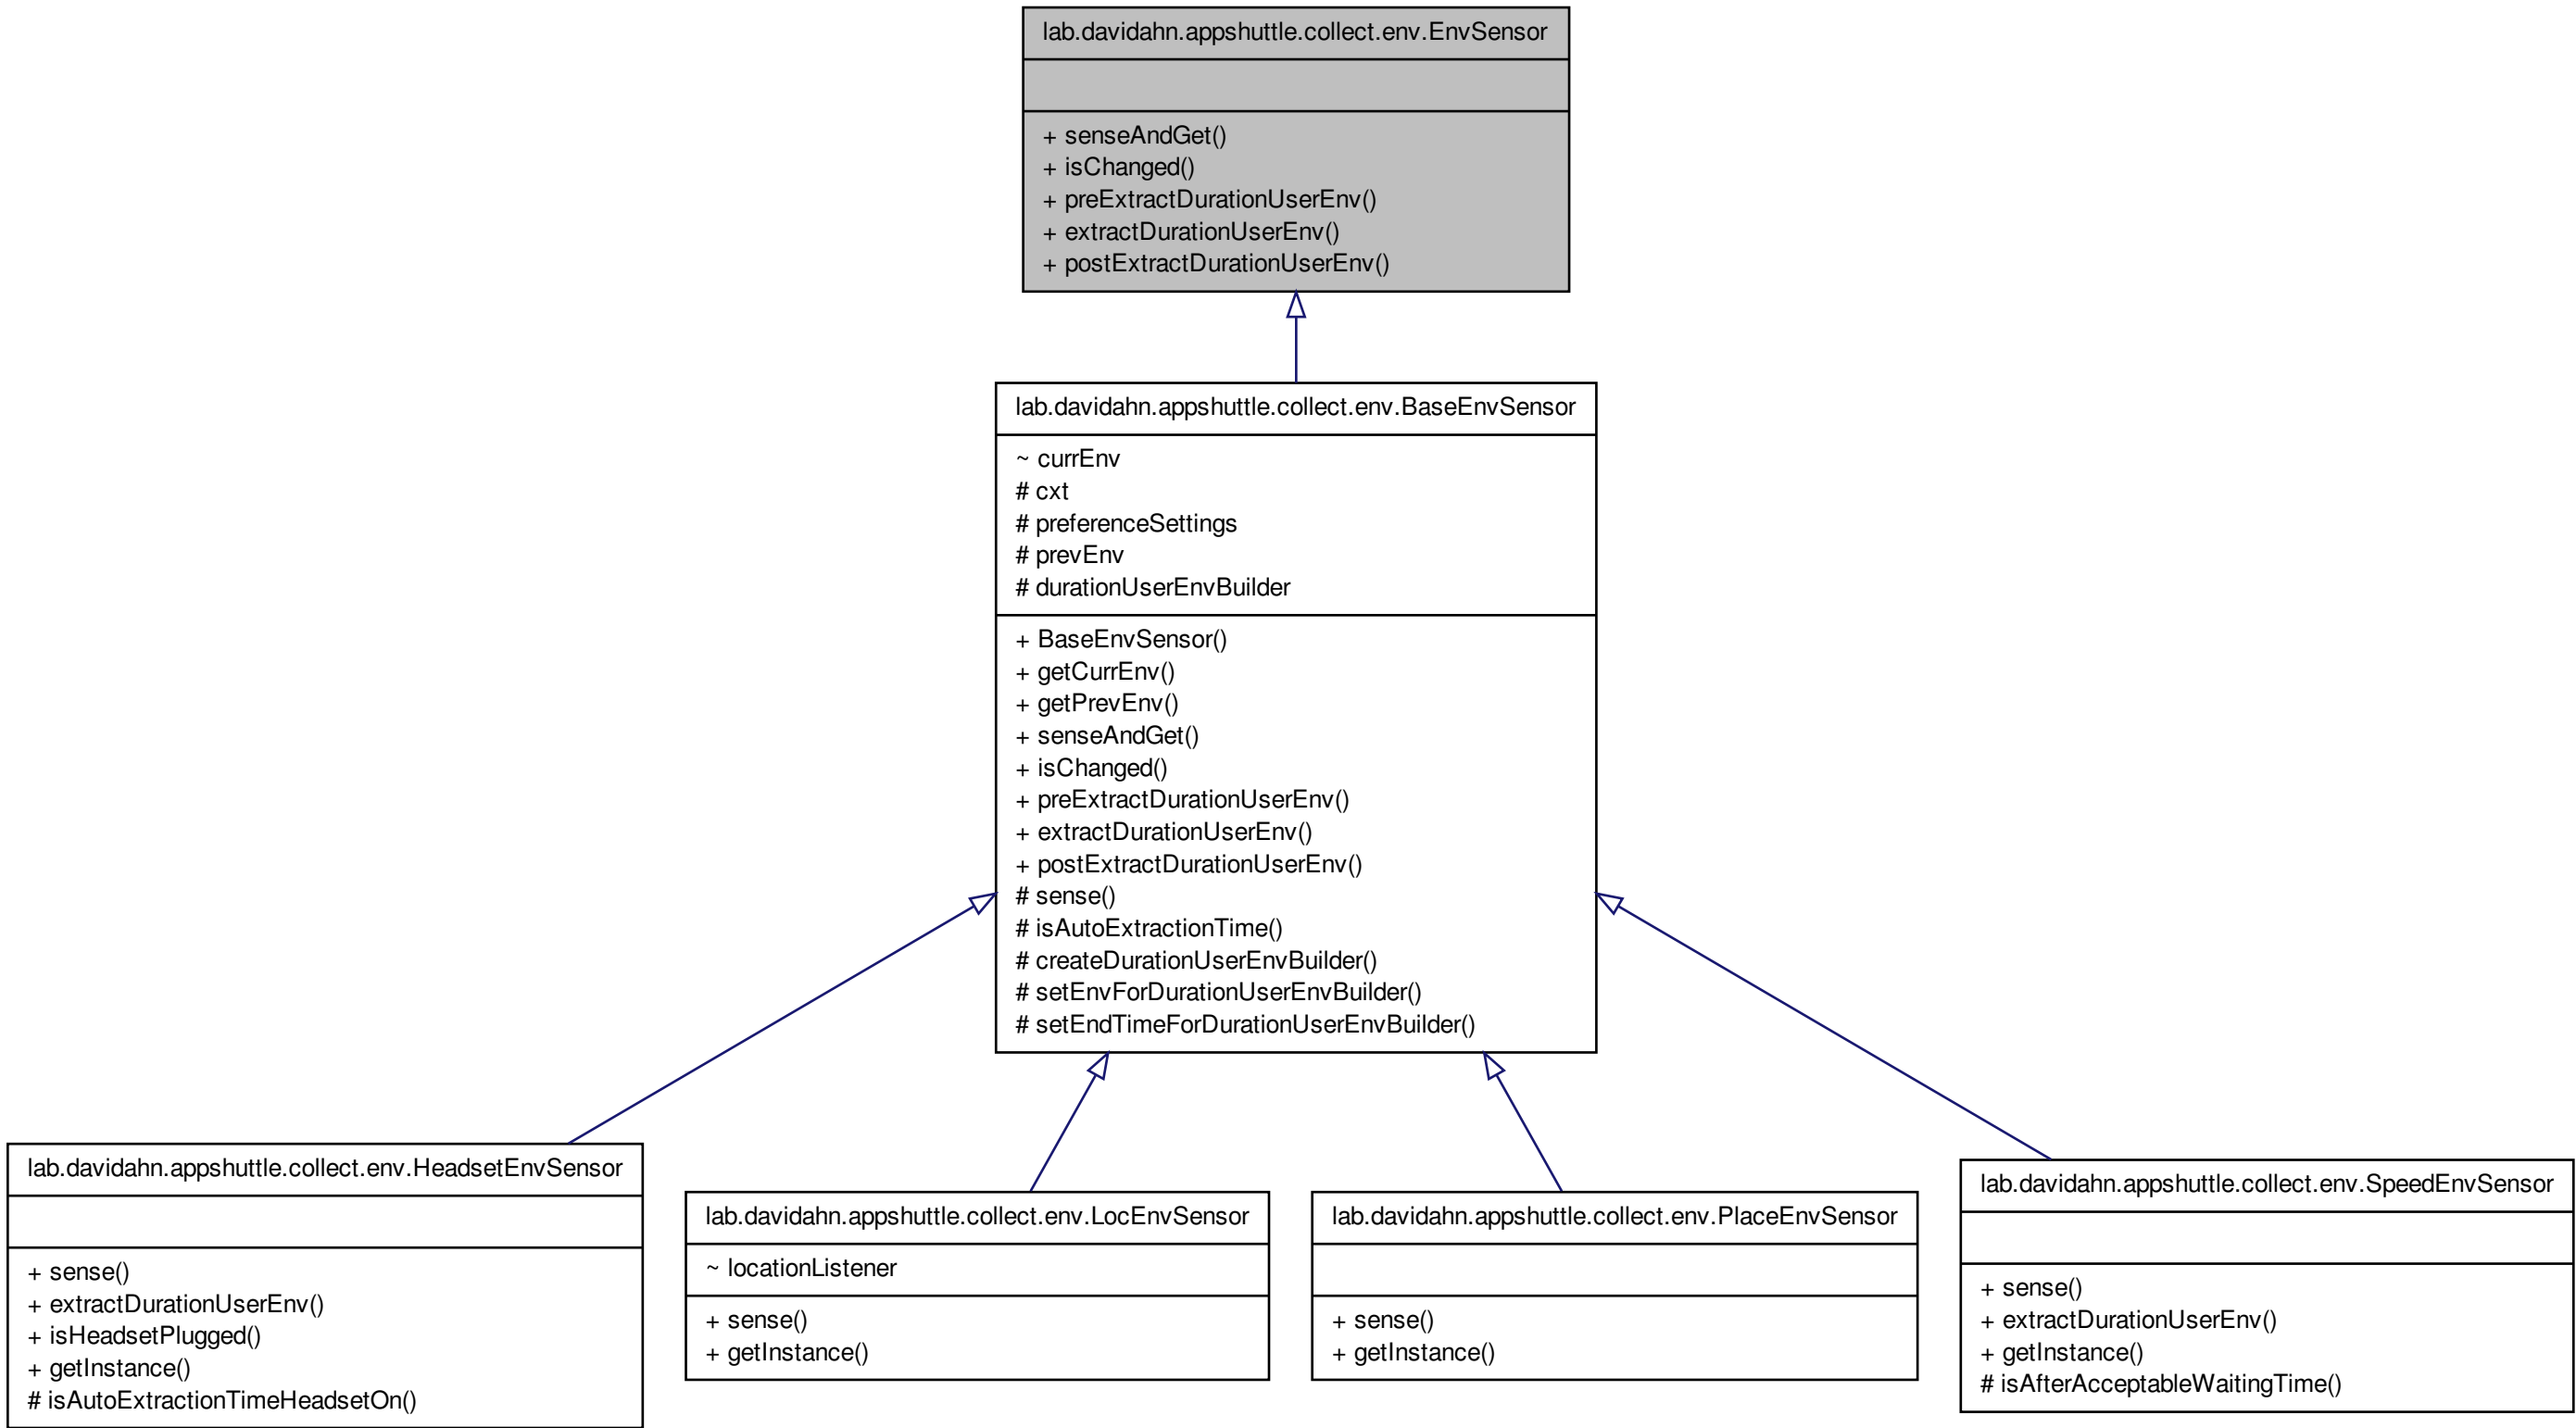 lab.davidahn.appshuttle.collect.env.EnvSensor
+ senseAndGet()
+ isChanged()
+ preExtractDurationUserEnv()
+ extractDurationUserEnv()
+ postExtractDurationUserEnv()
lab.davidahn.appshuttle.collect.env.BaseEnvSensor
~ currEnv
# cxt
# preferenceSettings
# prevEnv
# durationUserEnvBuilder
+ BaseEnvSensor()
+ getCurrEnv()
+ getPrevEnv()
+ senseAndGet()
+ isChanged()
+ preExtractDurationUserEnv()
+ extractDurationUserEnv()
+ postExtractDurationUserEnv()
# sense()
# isAutoExtractionTime()
# createDurationUserEnvBuilder()
# setEnvForDurationUserEnvBuilder()
# setEndTimeForDurationUserEnvBuilder()
lab.davidahn.appshuttle.collect.env.HeadsetEnvSensor
+ sense()
+ extractDurationUserEnv()
+ isHeadsetPlugged()
+ getInstance()
# isAutoExtractionTimeHeadsetOn()
lab.davidahn.appshuttle.collect.env.LocEnvSensor
~ locationListener
+ sense()
+ getInstance()
lab.davidahn.appshuttle.collect.env.PlaceEnvSensor
+ sense()
+ getInstance()
lab.davidahn.appshuttle.collect.env.SpeedEnvSensor
+ sense()
+ extractDurationUserEnv()
+ getInstance()
# isAfterAcceptableWaitingTime()